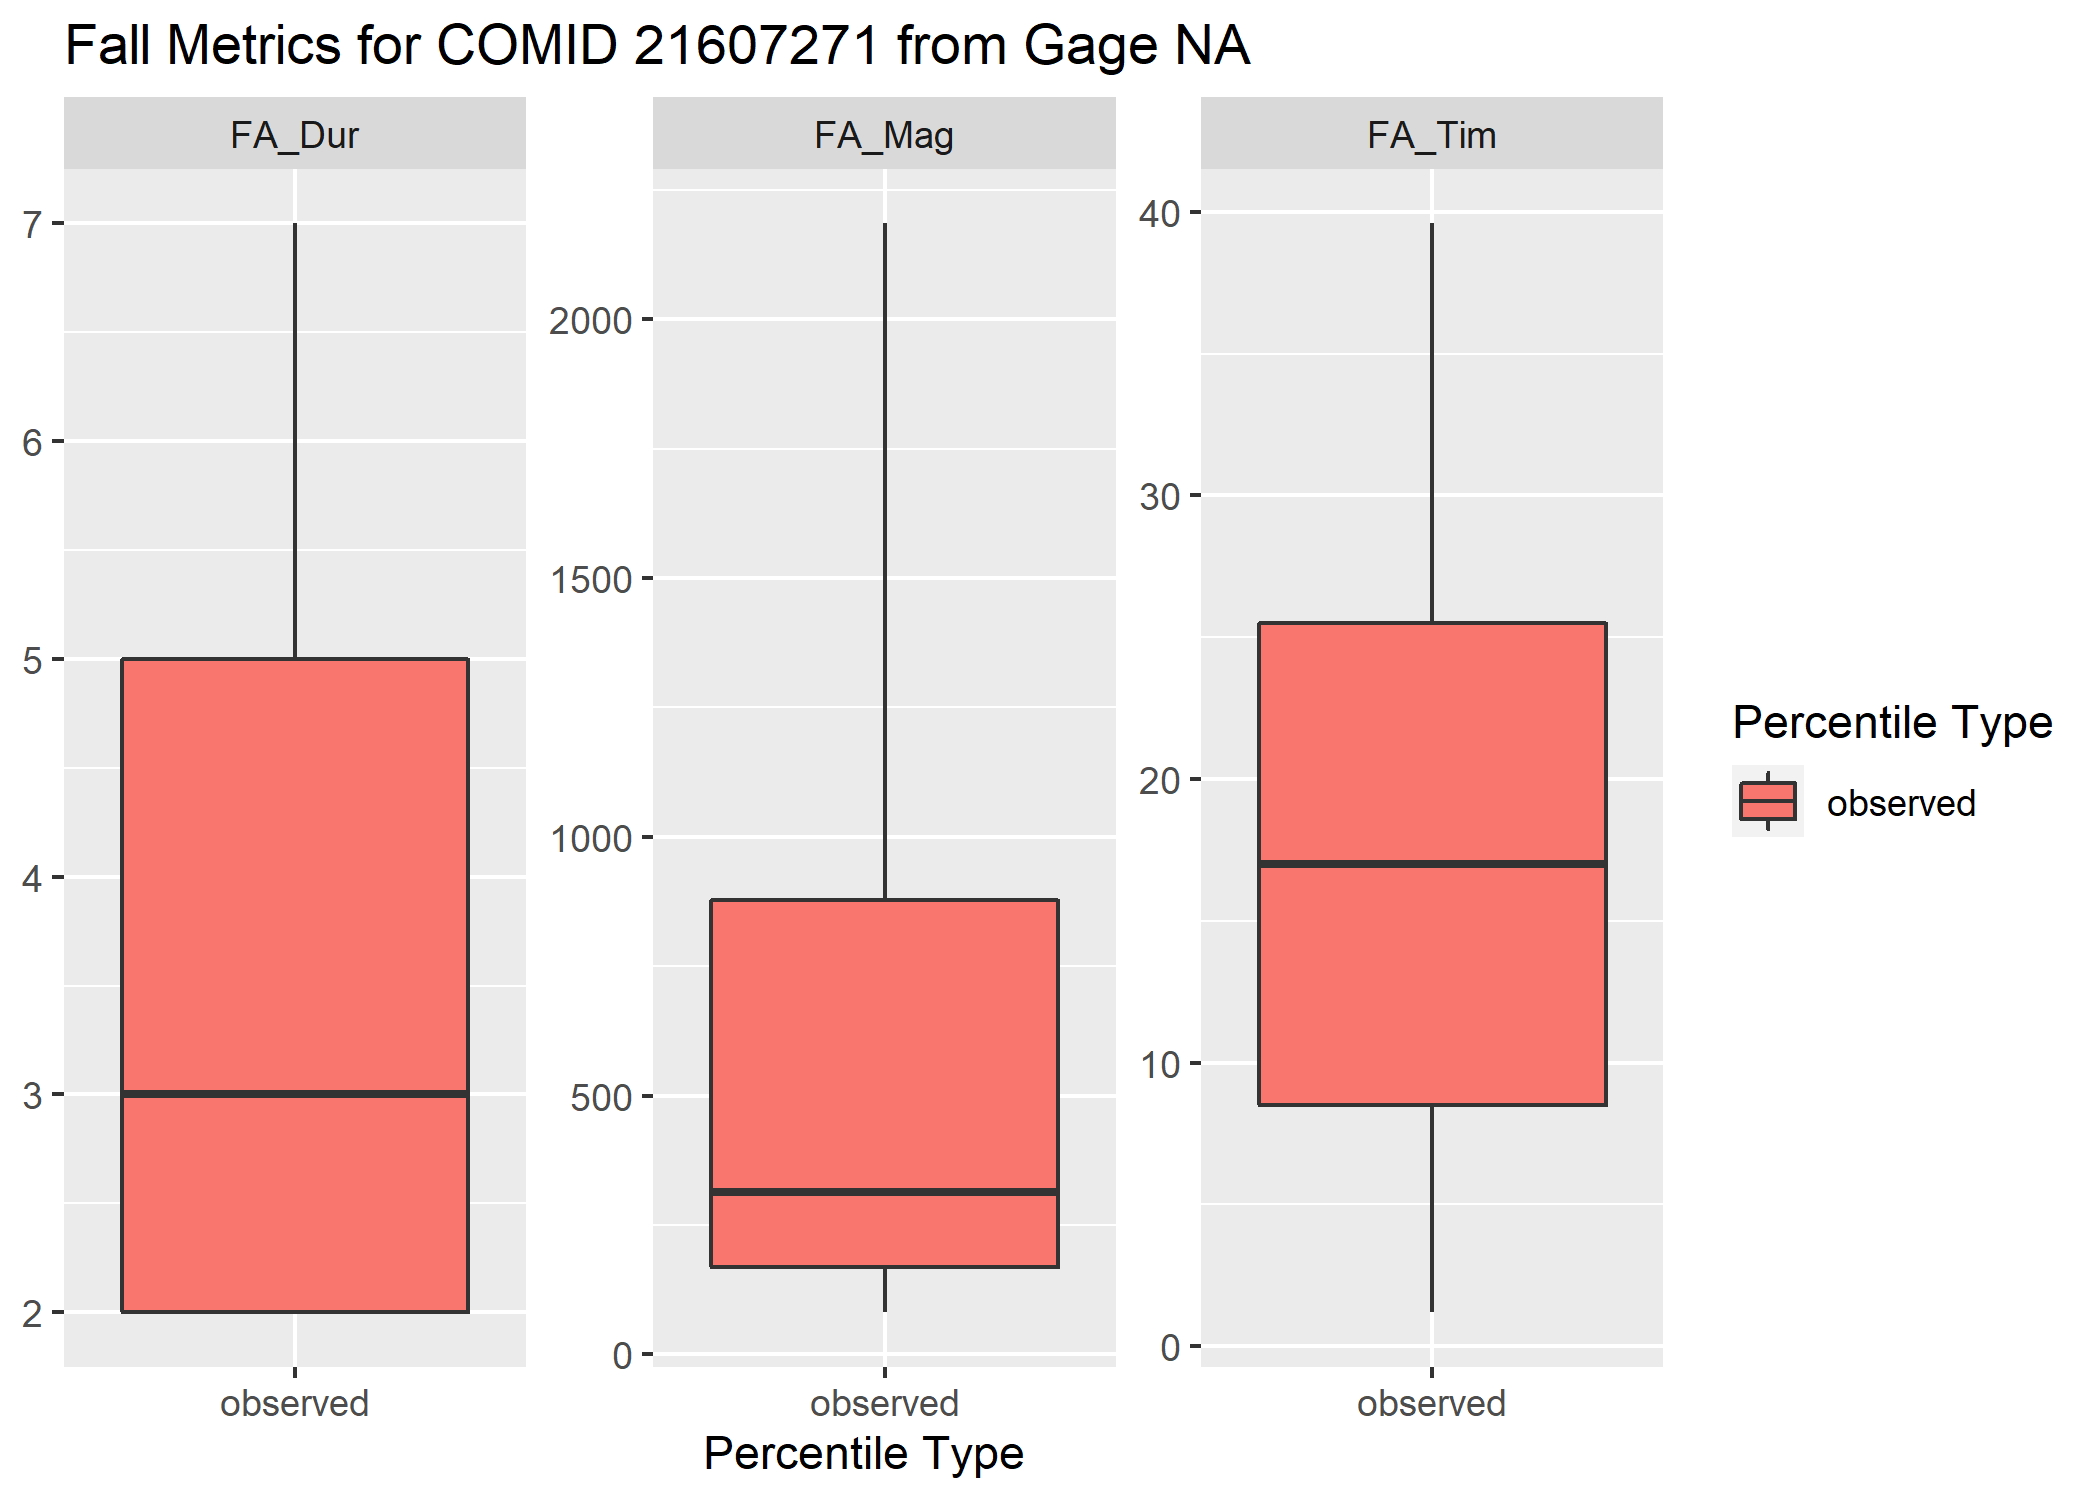 Fall Metrics for COMID 21607271 from Gage NA
FA_Dur
FA_Mag
FA_Tim
7
6
5
4
3
2
2000
1500
1000
500
0
40
30
20
10
0
observed
observed
observed
Percentile Type
Percentile Type
observed